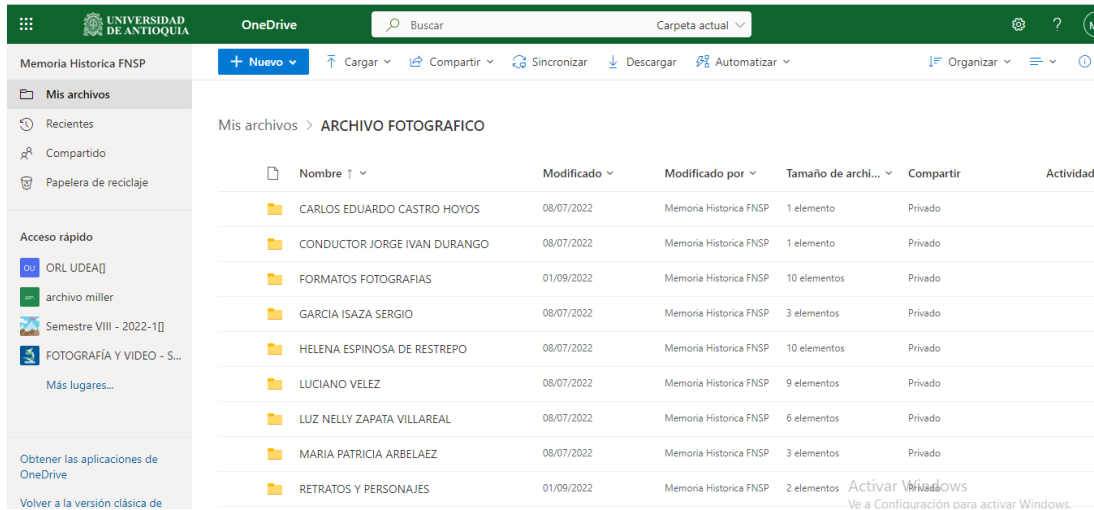 UNIVERSIDAD
DE ANTIOQUIA
OneDrive
Buscar
Carpeta actual
?
Memoria Historica FNSP
+ Nuevo
Cargar
Compartir
Sincronizar
Descargar
Automatizar
Organizar
Mis archivos
Recientes
Compartido
Papelera de reciclaje
Acceso rápido
OU ORL UDEA[]
am archivo miller
Semestre VIII - 2022-1[]
FOTOGRAFÍA Y VIDEO - S...
Más lugares...
Obtener las aplicaciones de
OneDrive
Volver a la versión clásica de
Mis archivos > ARCHIVO FOTOGRAFICO
Nombre ↑ Modificado Modificado por Tamaño de archi... Compartir Actividad
CARLOS EDUARDO CASTRO HOYOS 08/07/2022 Memoria Historica FNSP 1 elemento Privado
CONDUCTOR JORGE IVAN DURANGO 08/07/2022 Memoria Historica FNSP 1 elemento Privado
FORMATOS FOTOGRAFIAS 01/09/2022 Memoria Historica FNSP 10 elementos Privado
GARCIA ISAZA SERGIO 08/07/2022 Memoria Historica FNSP 3 elementos Privado
HELENA ESPINOSA DE RESTREPO 08/07/2022 Memoria Historica FNSP 10 elementos Privado
LUCIANO VELEZ 08/07/2022 Memoria Historica FNSP 9 elementos Privado
LUZ NELLY ZAPATA VILLAREAL 08/07/2022 Memoria Historica FNSP 6 elementos Privado
MARIA PATRICIA ARBELAEZ 08/07/2022 Memoria Historica FNSP 3 elementos Privado
RETRATOS Y PERSONAJES 01/09/2022 Memoria Historica FNSP 2 elementos Privado
Activar Windows
Ve a Configuración para activar Windows.